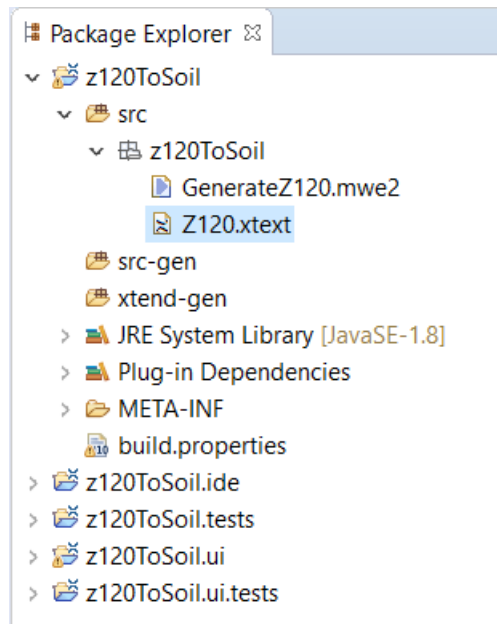 Package Explorer
z120ToSoil
src
z120ToSoil
GenerateZ120.mwe2
Z120.xtext
src-gen
xtend-gen
JRE System Library [JavaSE-1.8]
Plug-in Dependencies
META-INF
build.properties
z120ToSoil.ide
z120ToSoil.tests
z120ToSoil.ui
z120ToSoil.ui.tests